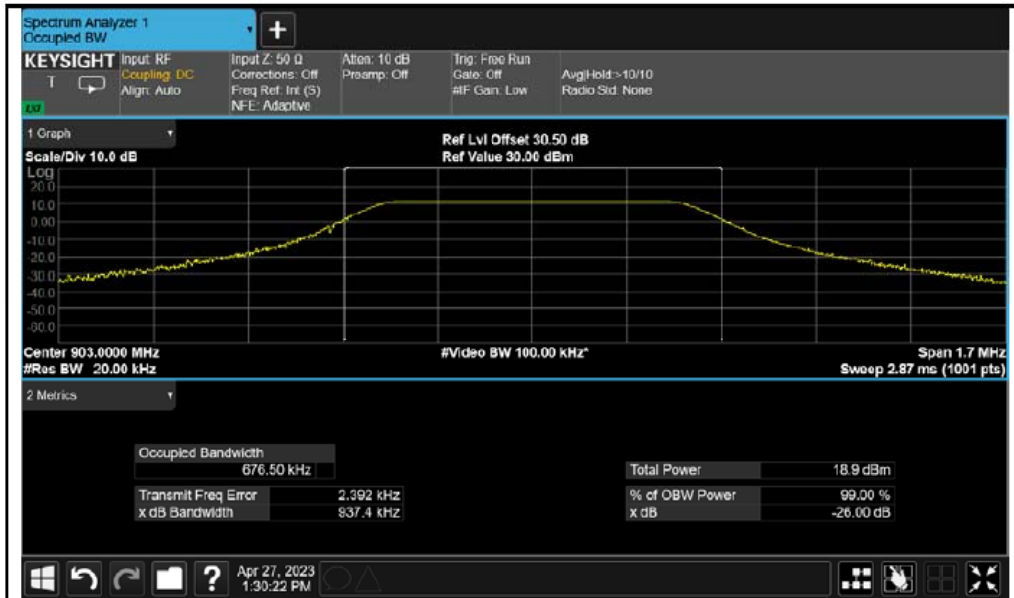 Spectrum Analyzer 1
Occupied BW
+
KEYSIGHT
T
Input: RF
Coupling: DC
Align: Auto
Input Z: 50 Ω
Corrections: Off
Freq Ref: Int (S)
NFE: Adaptive
Atten: 10 dB
Preamp: Off
Trig: Free Run
Gate: Off
#IF Gain: Low
Avg|Hold:>10/10
Radio Std: None
1 Graph
Scale/Div 10.0 dB
Ref Lvl Offset 30.50 dB
Ref Value 30.00 dBm
Log
20.0
10.0
0.00
-10.0
-20.0
-30.0
-40.0
-50.0
-60.0
Center 903.0000 MHz
#Video BW 100.00 kHz*
Span 1.7 MHz
#Res BW 20.00 kHz
Sweep 2.87 ms (1001 pts)
2 Metrics
Occupied Bandwidth
676.50 kHz
Total Power 18.9 dBm
Transmit Freq Error 2.392 kHz
% of OBW Power 99.00 %
x dB Bandwidth 937.4 kHz
x dB -26.00 dB
?
Apr 27, 2023
1:30:22 PM